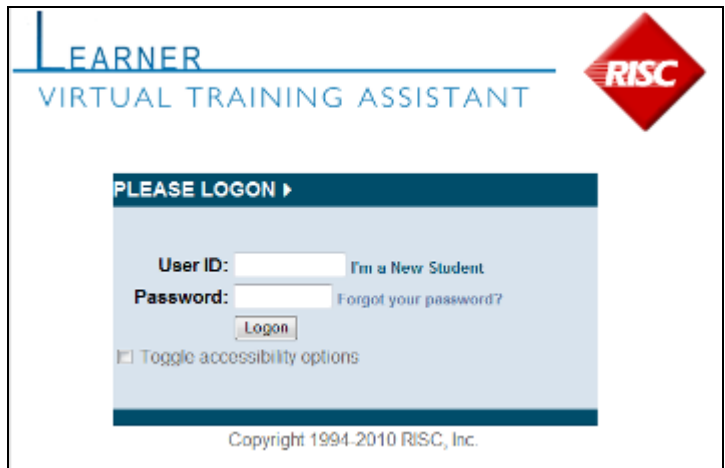 LEARNER
RISC
VIRTUAL TRAINING ASSISTANT
PLEASE LOGON
User ID: I'm a New Student
Password: Forgot your password?
Logon
Toggle accessibility options
Copyright 1994-2010 RISC, Inc.